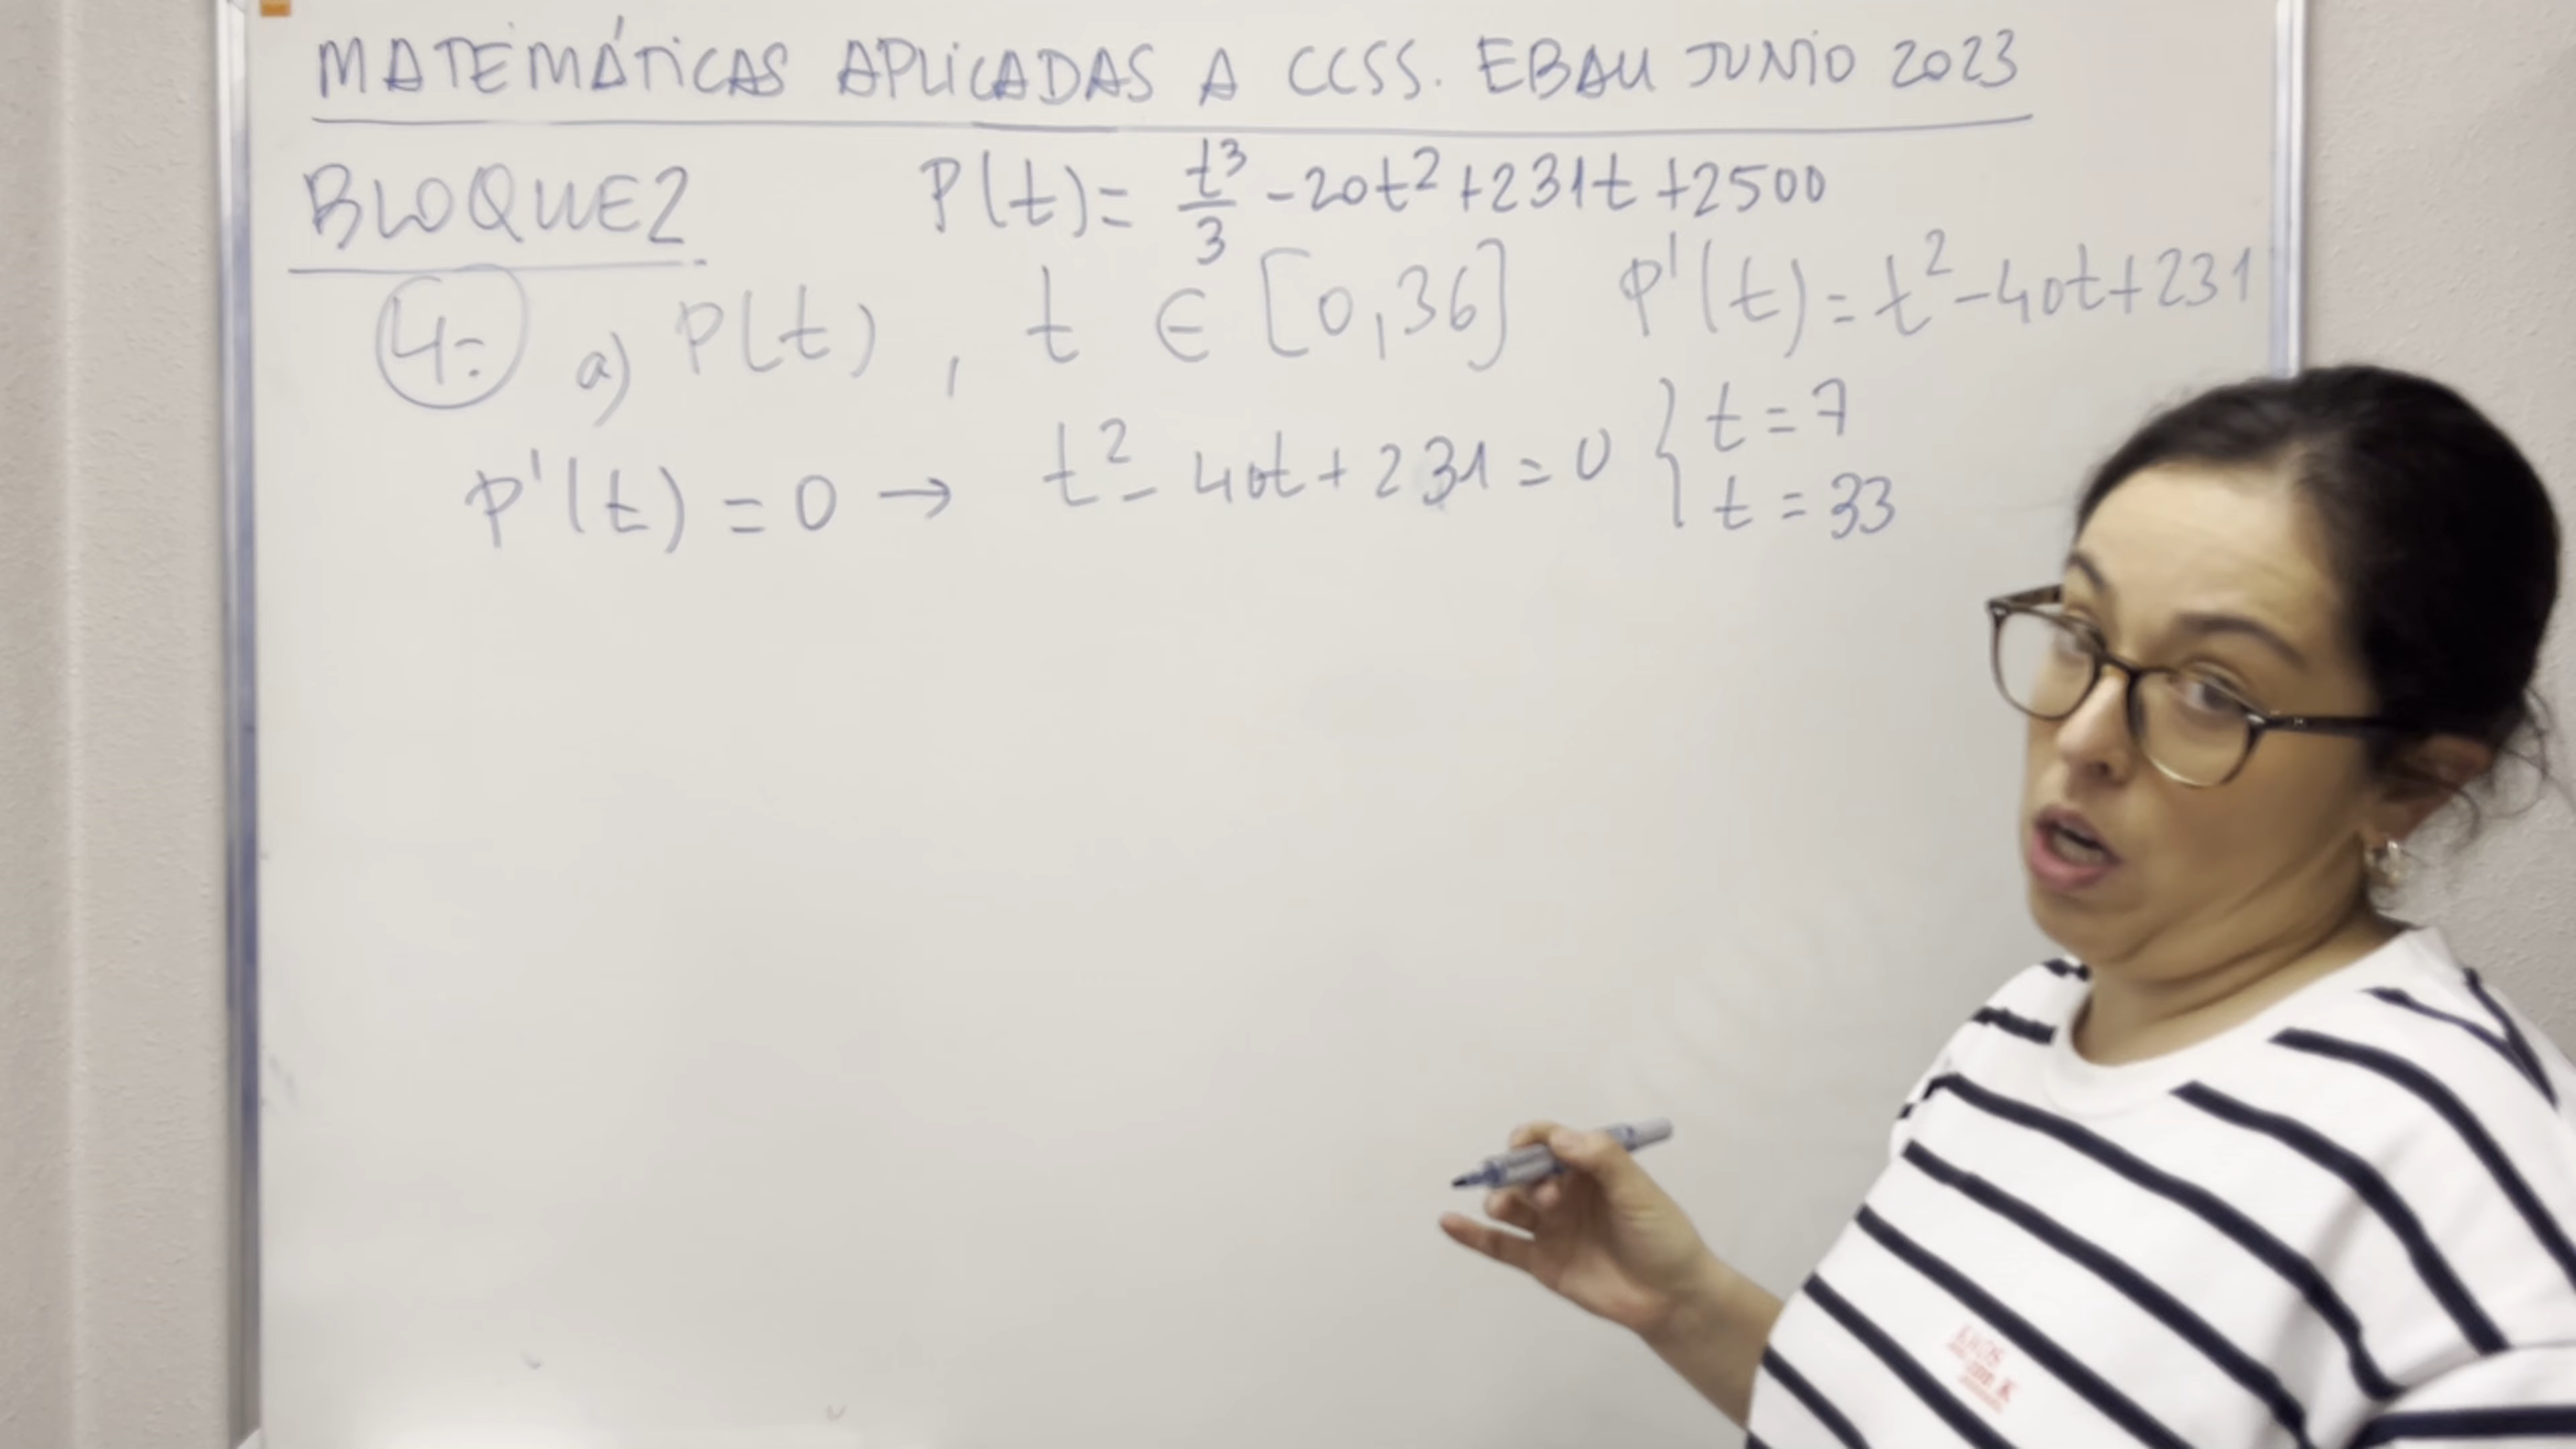 MATEMÁTICAS APLICADAS A CCSS. EBAU JUNIO 2023
BLOQUE 2
P(t) = t³/3 - 20t² + 231t + 2500
4.- a) P(t) , t ∈ [0,36]
P'(t) = t² - 40t + 231
P'(t) = 0 → t² - 40t + 231 = 0 { t = 7
t = 33